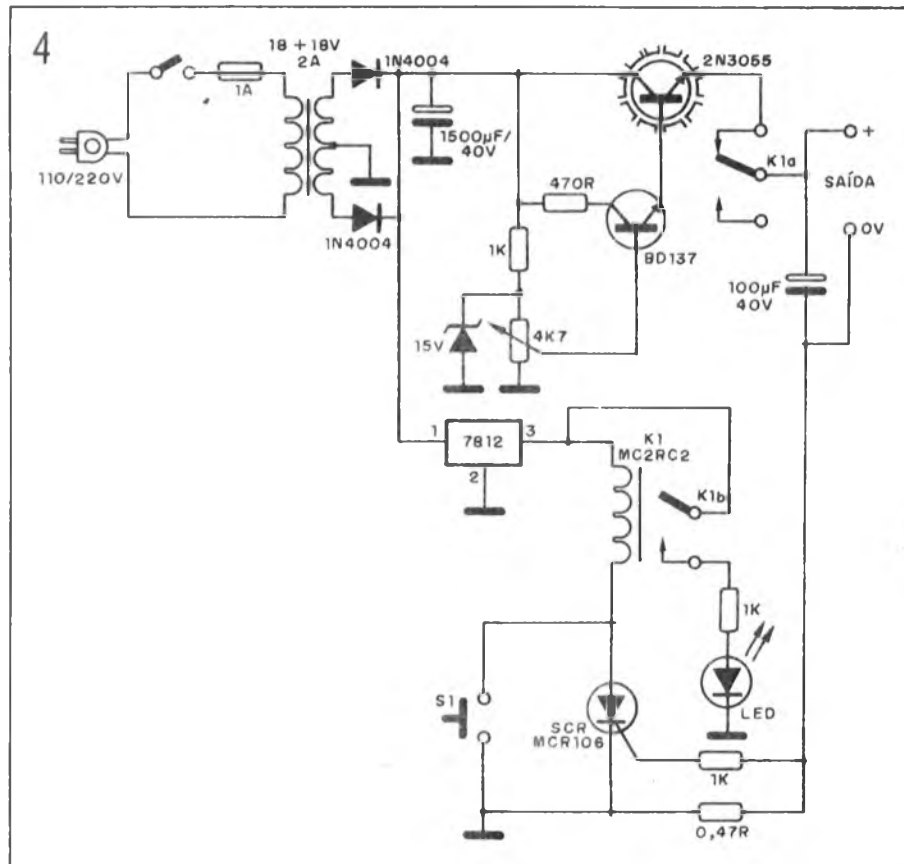 4
18 + 18V
2A
1N4004
2N3055
1A
1500µF/
40V
110/220V
K1a
+
SAÍDA
470R
1N4004
0V
1K
BD137
100µF
40V
15V
4K7
1
7812
3
2
K1
MC2RC2
K1b
1K
S1
LED
SCR
MCR106
1K
0,47R